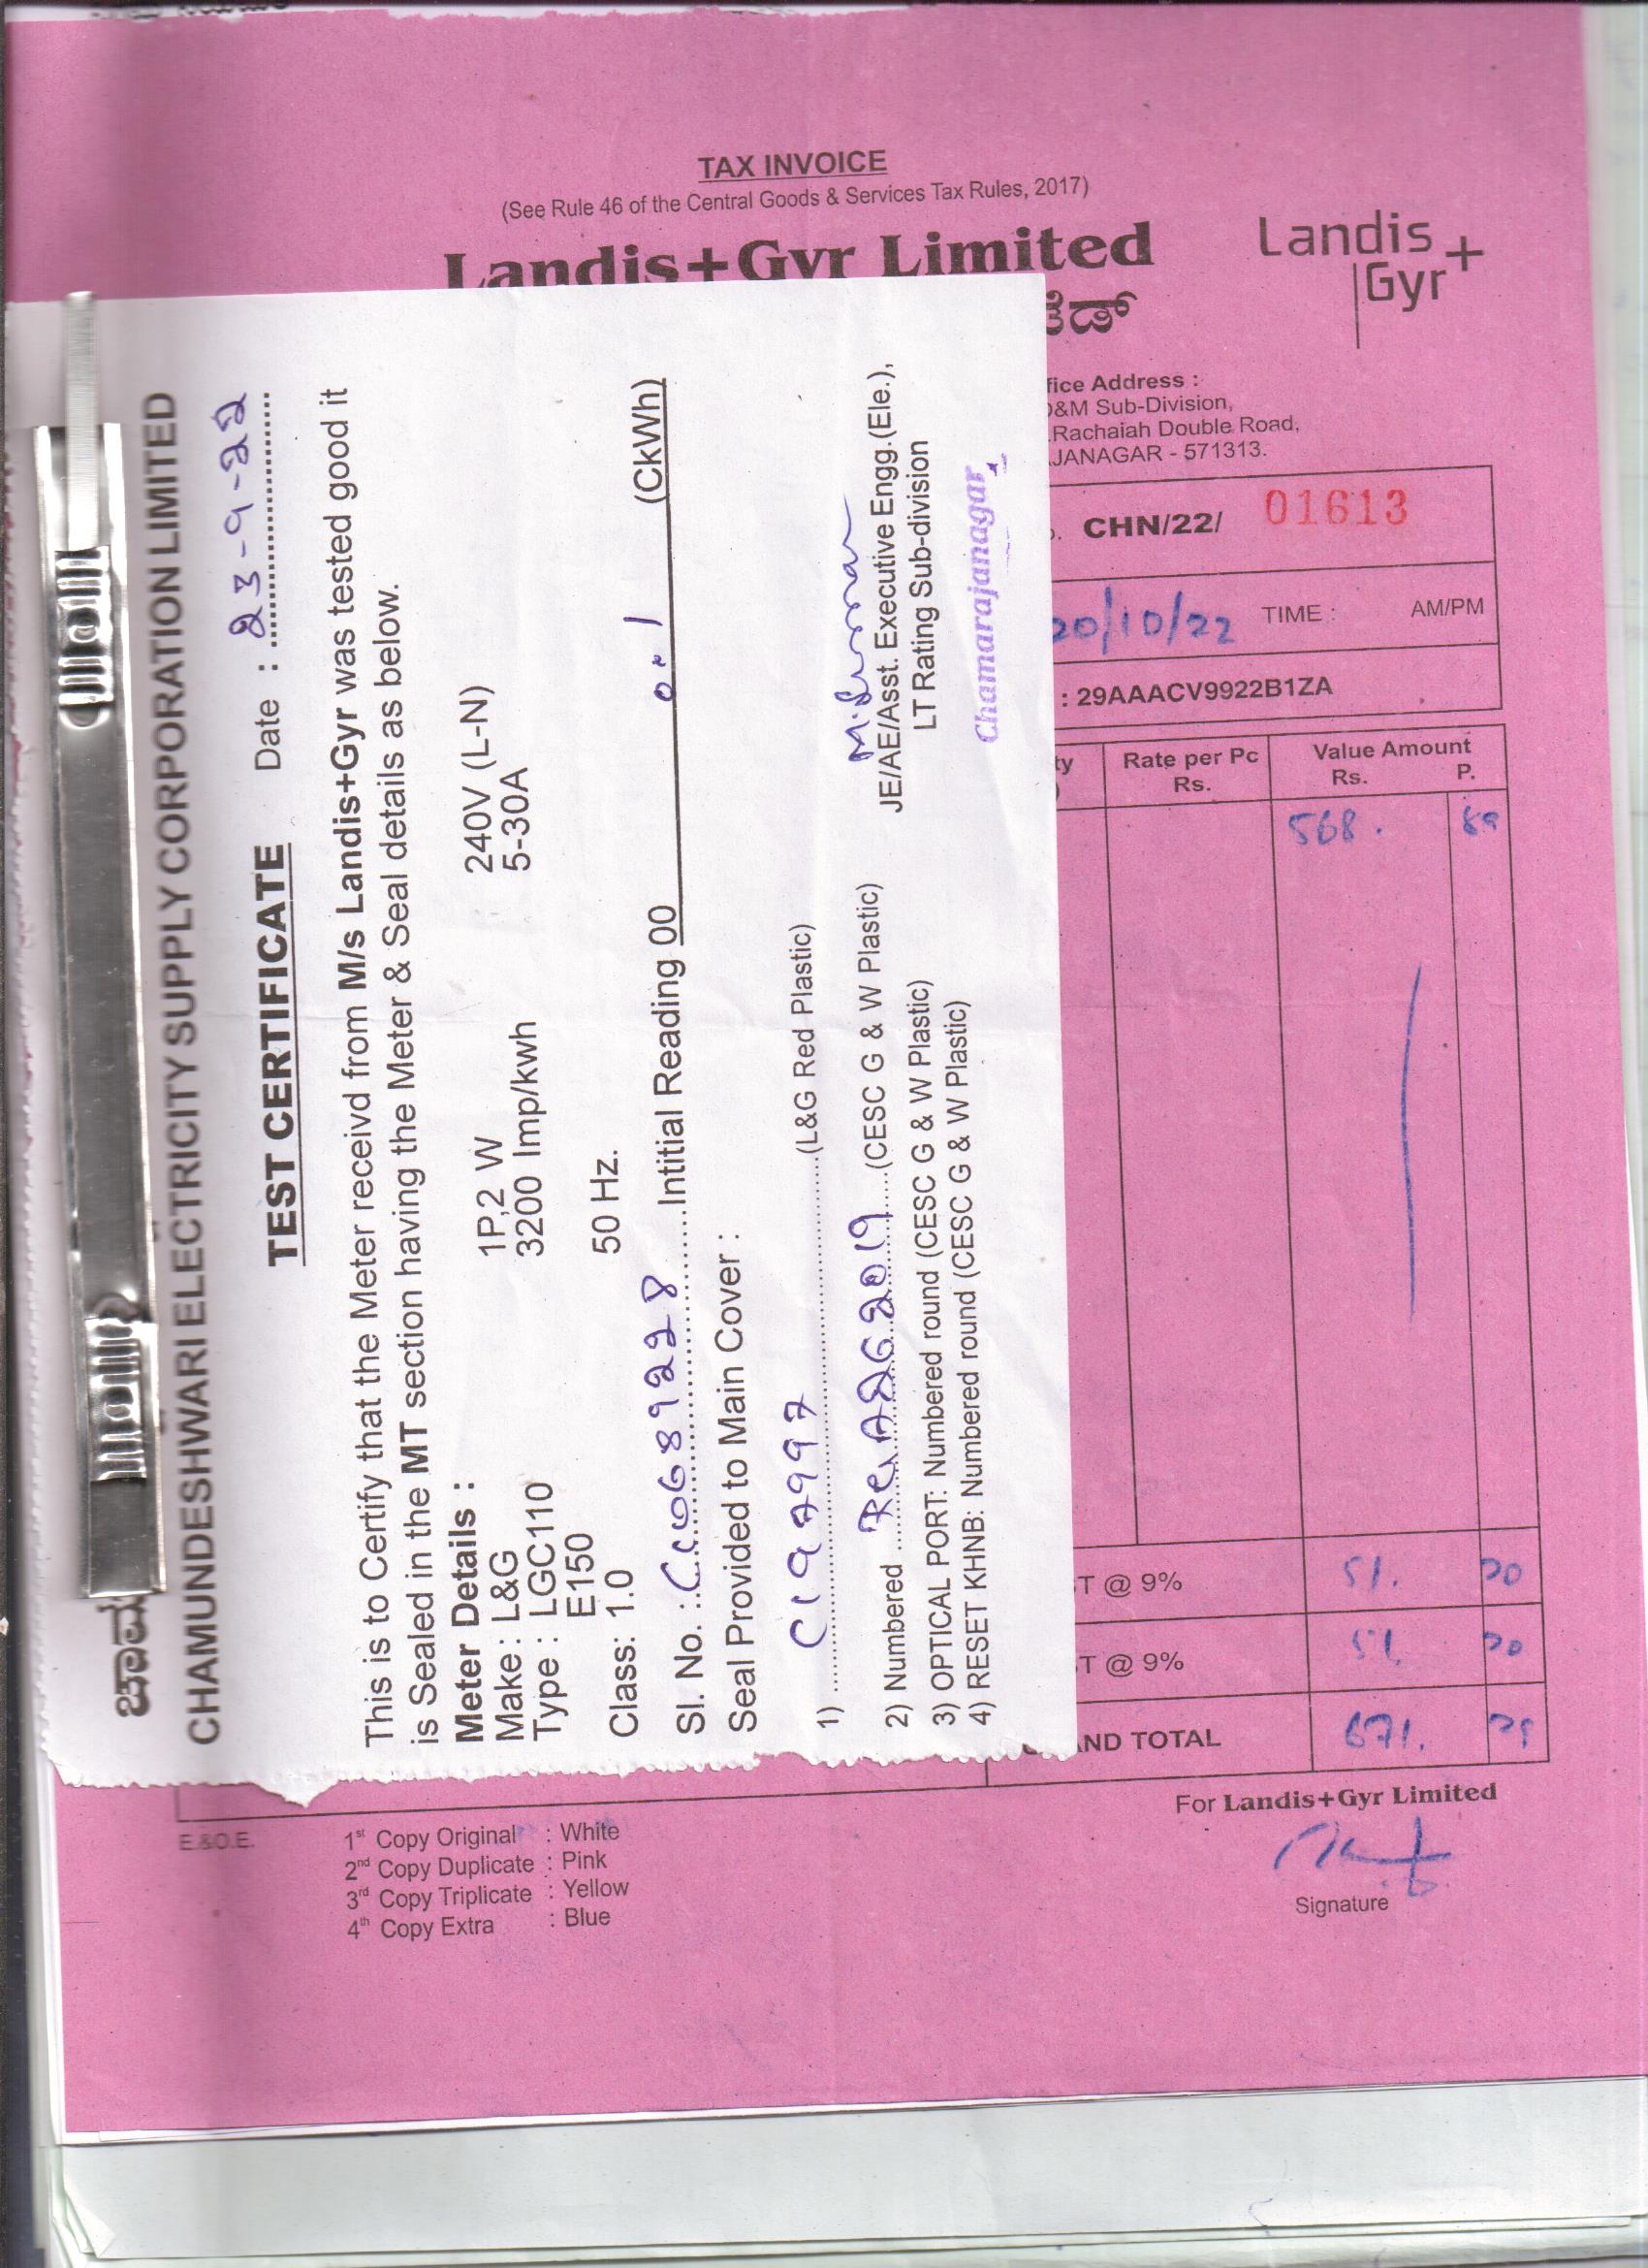 TAX INVOICE
(See Rule 46 of the Central Goods & Services Tax Rules, 2017)
Landis+Gyr Limited
Landis+
Gyr
Address :
Sub-Division,
Rachaiah Double Road,
571313.
CHN/22/ 01613
20/10/22 TIME : AM/PM
: 29AAACV9922B1ZA
Rate per Pc Value Amount
Rs. Rs. P.
568. 89
@ 9% 51. 20
@ 9% 51. 20
TOTAL 671. 29
For Landis+Gyr Limited
Signature
E.&O.E.
1st Copy Original : White
2nd Copy Duplicate : Pink
3rd Copy Triplicate : Yellow
4th Copy Extra : Blue
CHAMUNDESHWARI ELECTRICITY SUPPLY CORPORATION LIMITED
Date : 23-9-22
TEST CERTIFICATE
This is to Certify that the Meter receivd from M/s Landis+Gyr was tested good it
is Sealed in the MT section having the Meter & Seal details as below.
Meter Details :
Make : L&G 1P,2 W 240V (L-N)
Type : LGC110 3200 Imp/kwh 5-30A
E150
Class: 1.0 50 Hz.
Sl. No. : CC0689228 Intitial Reading 00 0.1 (CkWh)
Seal Provided to Main Cover :
1) C1979997 (L&G Red Plastic)
2) Numbered (CESC G & W Plastic)
3) OPTICAL PORT: Numbered round (CESC G & W Plastic)
4) RESET KHNB: Numbered round (CESC G & W Plastic)
JE/AE/Asst. Executive Engg.(Ele.),
LT Rating Sub-division
Chamarajanagar